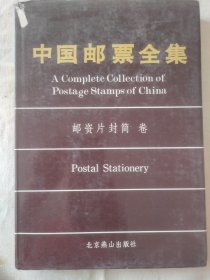 中国邮票全集
A Complete Collection of
Postage Stamps of China
邮资片封简 卷
Postal Stationery
北京燕山出版社